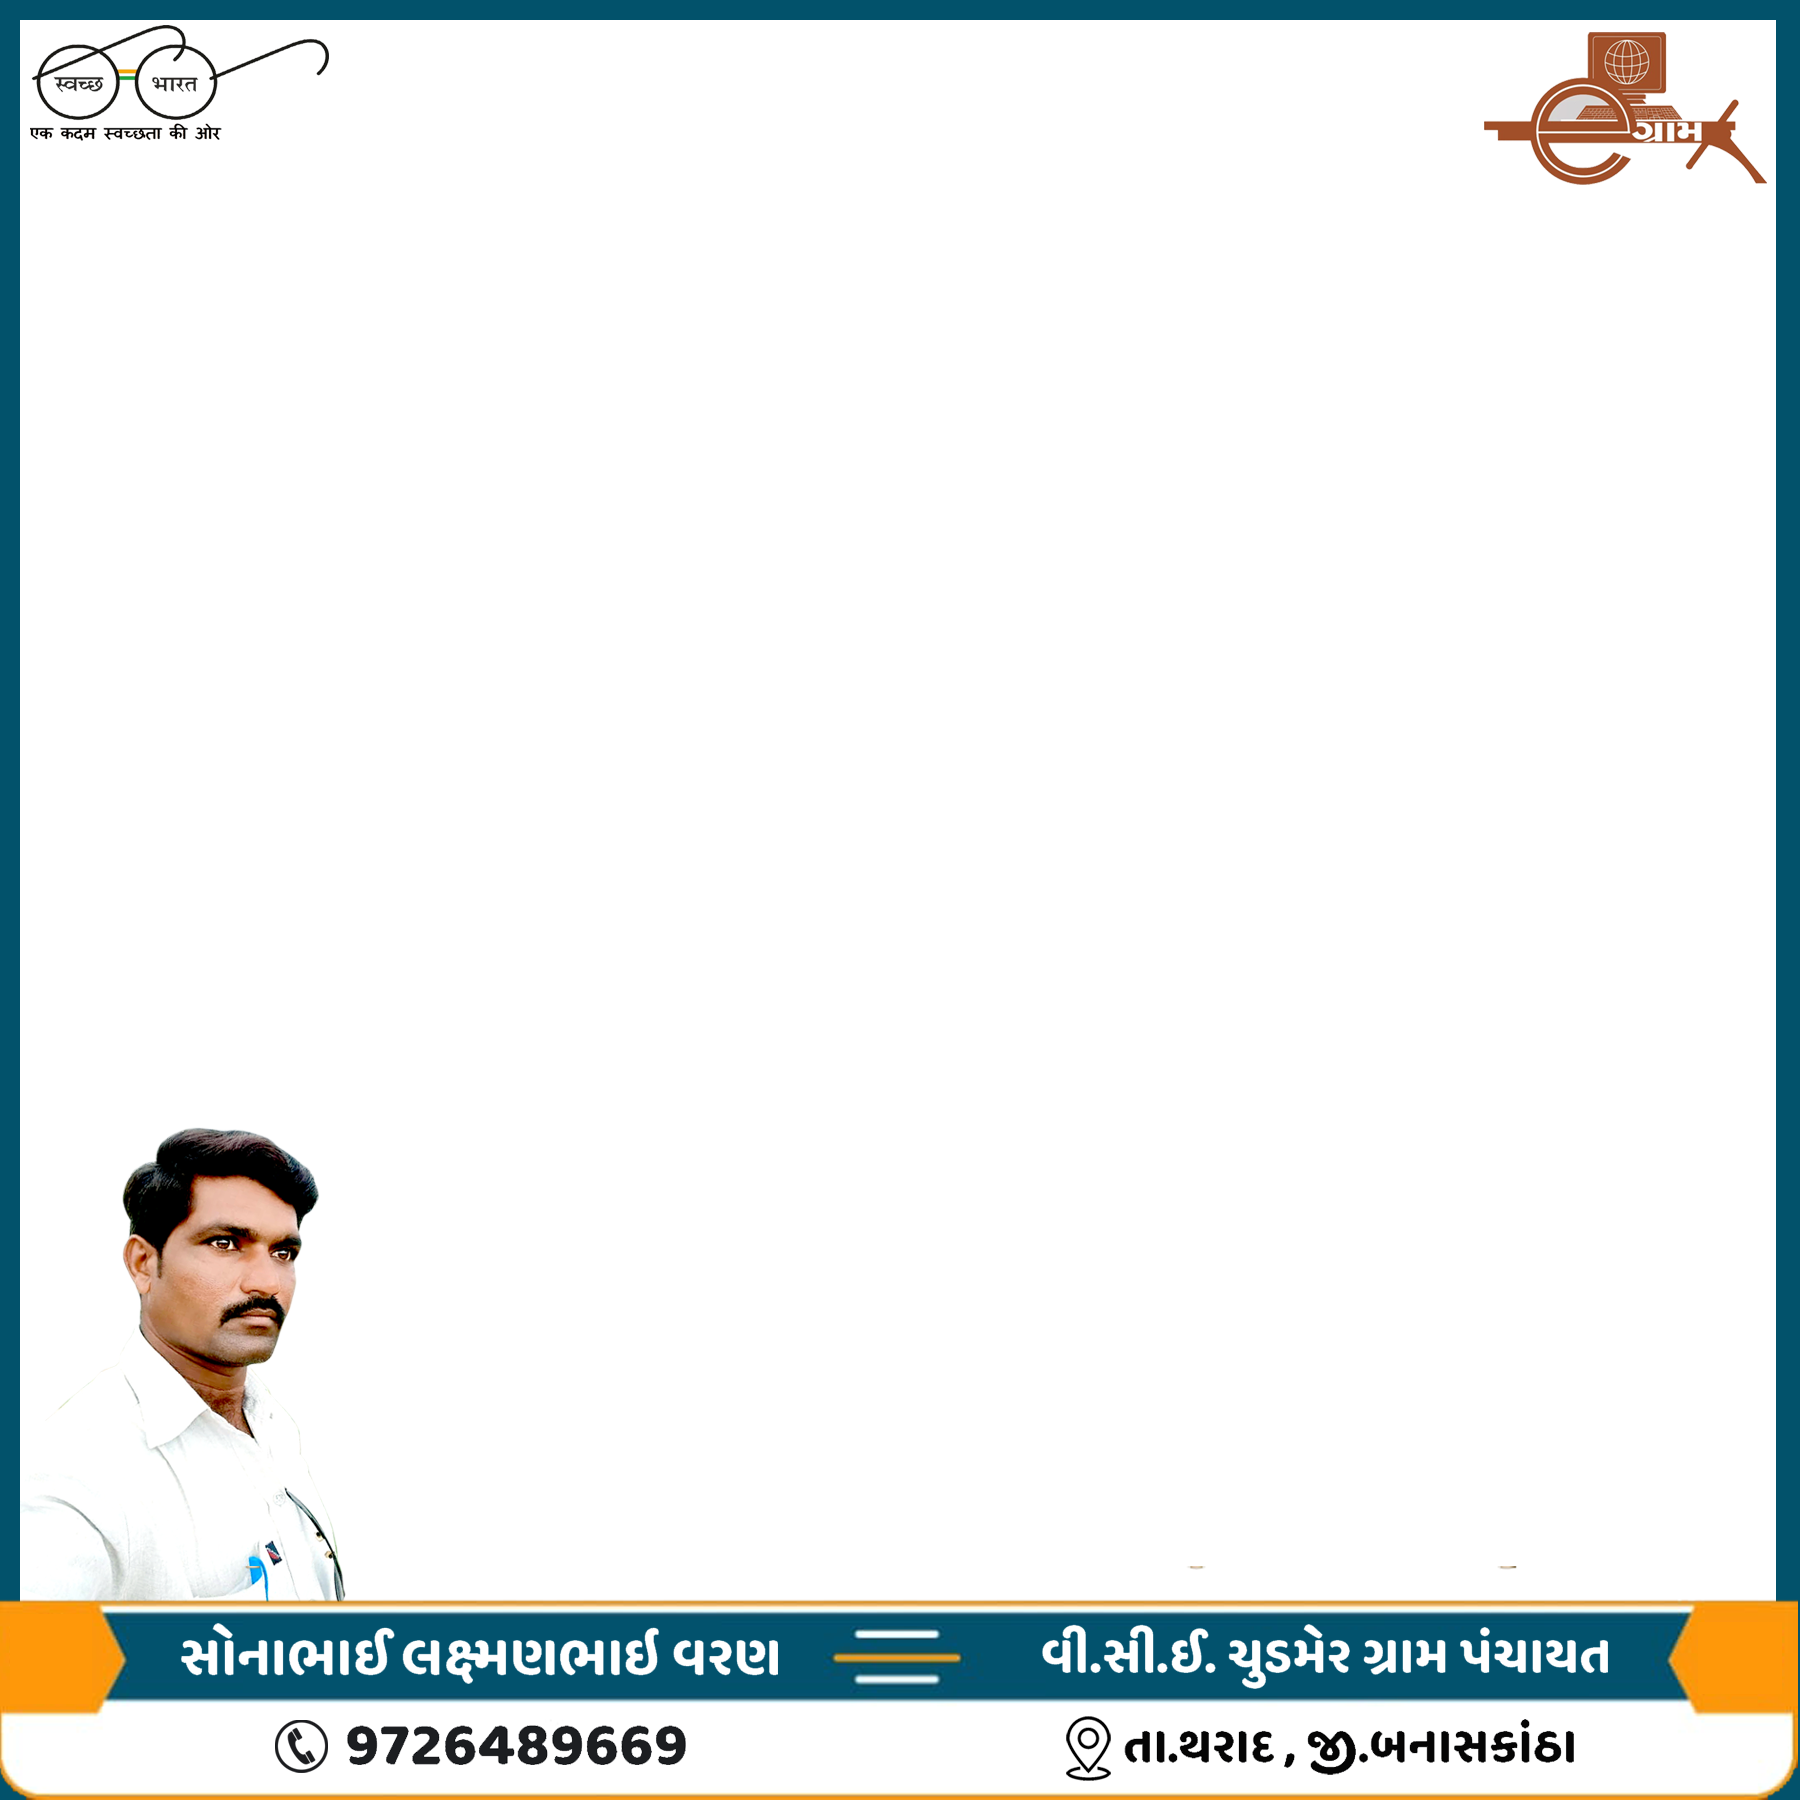 स्वच्छ भारत
एक कदम स्वच्छता की ओर
e ગ્રામ
સોનાભાઈ લક્ષ્મણભાઇ વરણ
વી.સી.ઈ. ચુડમેર ગ્રામ પંચાયત
9726489669
તા.થરાદ , જી.બનાસકાંઠા